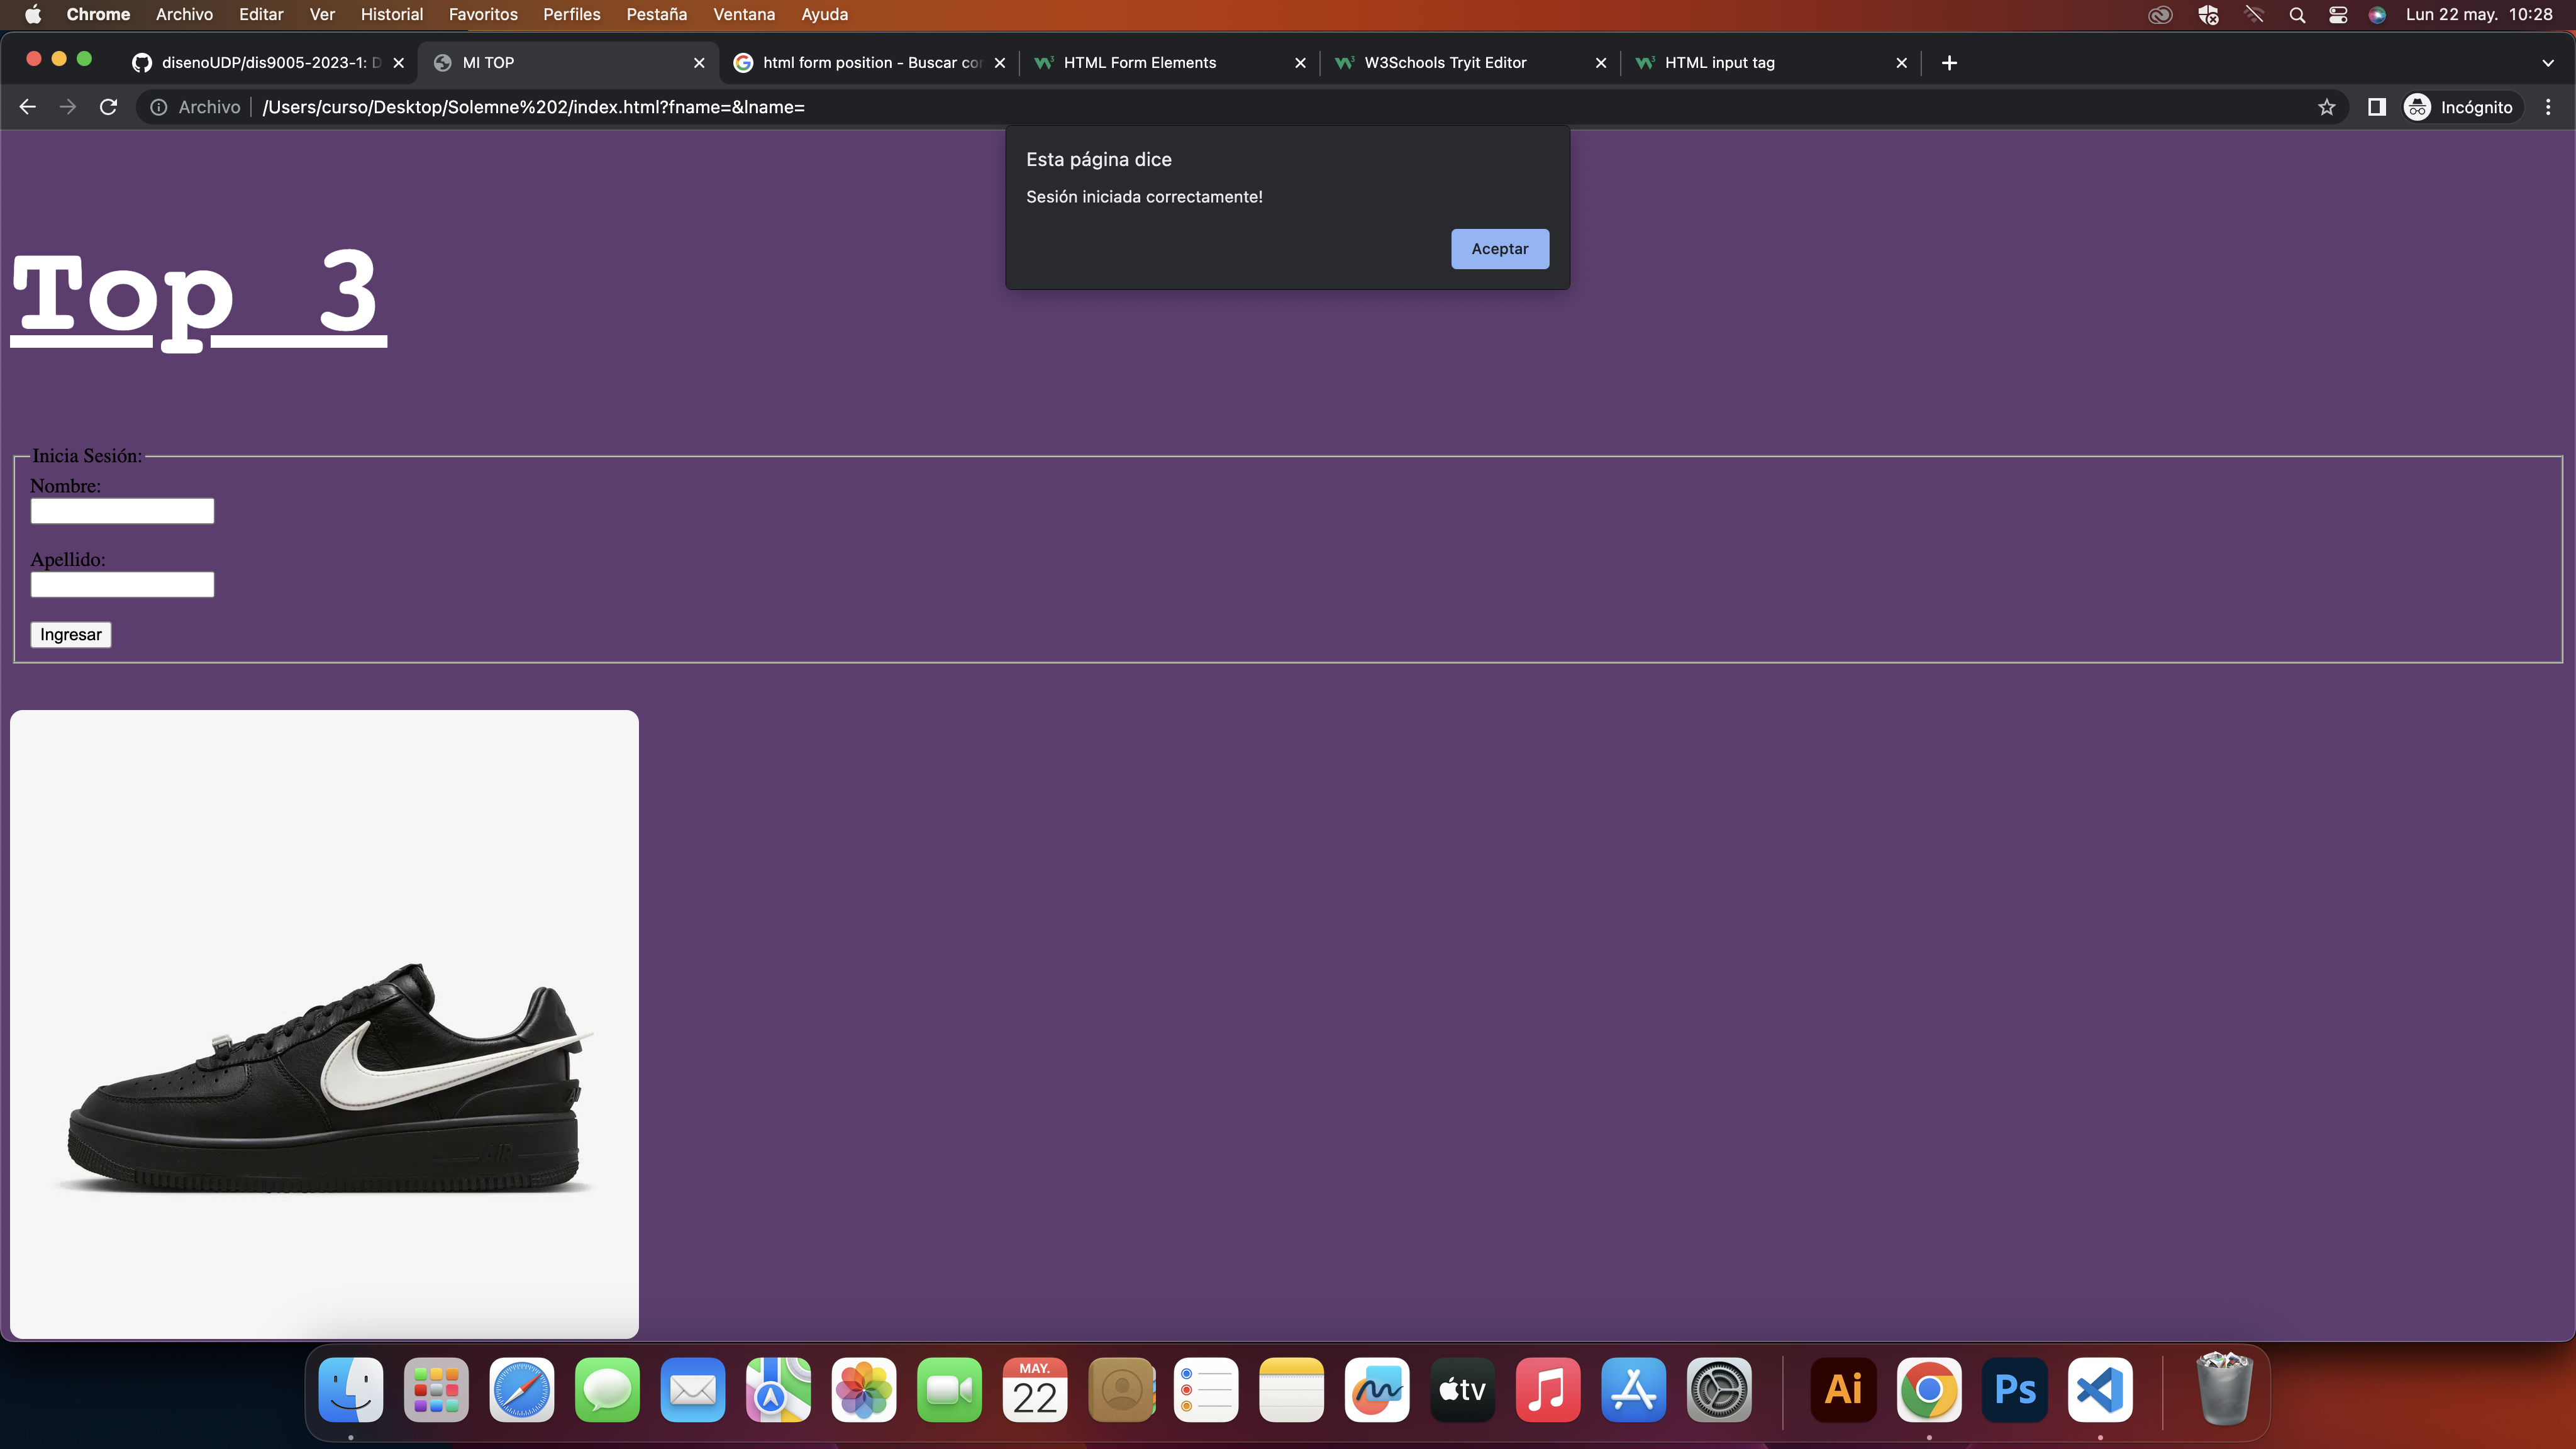 Chrome Archivo Editar Ver Historial Favoritos Perfiles Pestaña Ventana Ayuda Lun 22 may. 10:28
disenoUDP/dis9005-2023-1: D MI TOP html form position - Buscar con HTML Form Elements W3Schools Tryit Editor HTML input tag
Archivo /Users/curso/Desktop/Solemne%202/index.html?fname=&lname= Incógnito
Esta página dice
Sesión iniciada correctamente!
Aceptar
Top 3
Inicia Sesión:
Nombre:
Apellido:
Ingresar
AIR
MAY.
22
tv
Ai
Ps